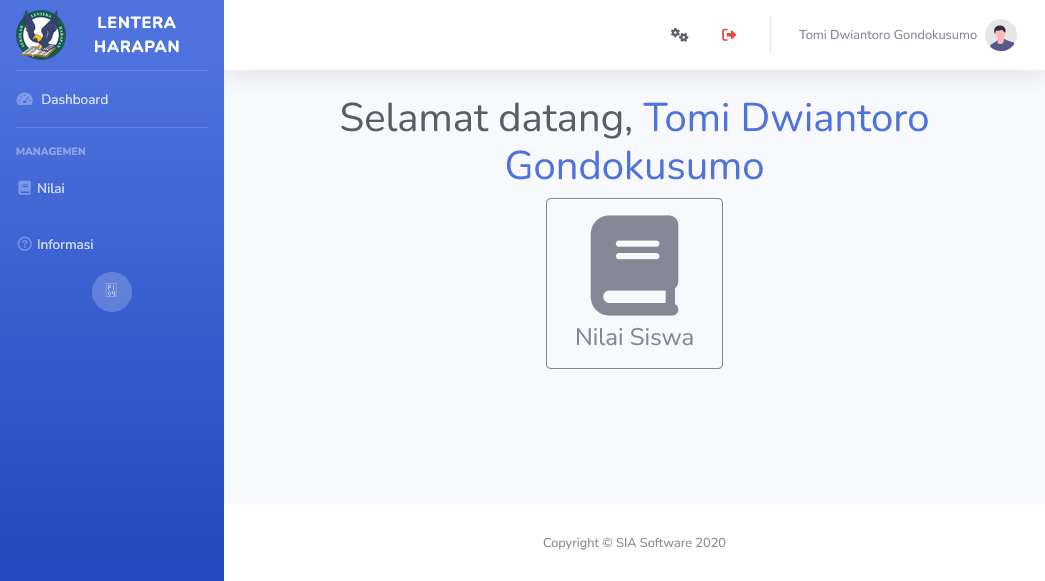 LENTERA
HARAPAN
Tomi Dwiantoro Gondokusumo
Dashboard
MANAGEMEN
Nilai
Informasi
Selamat datang, Tomi Dwiantoro
Gondokusumo
Nilai Siswa
Copyright © SIA Software 2020